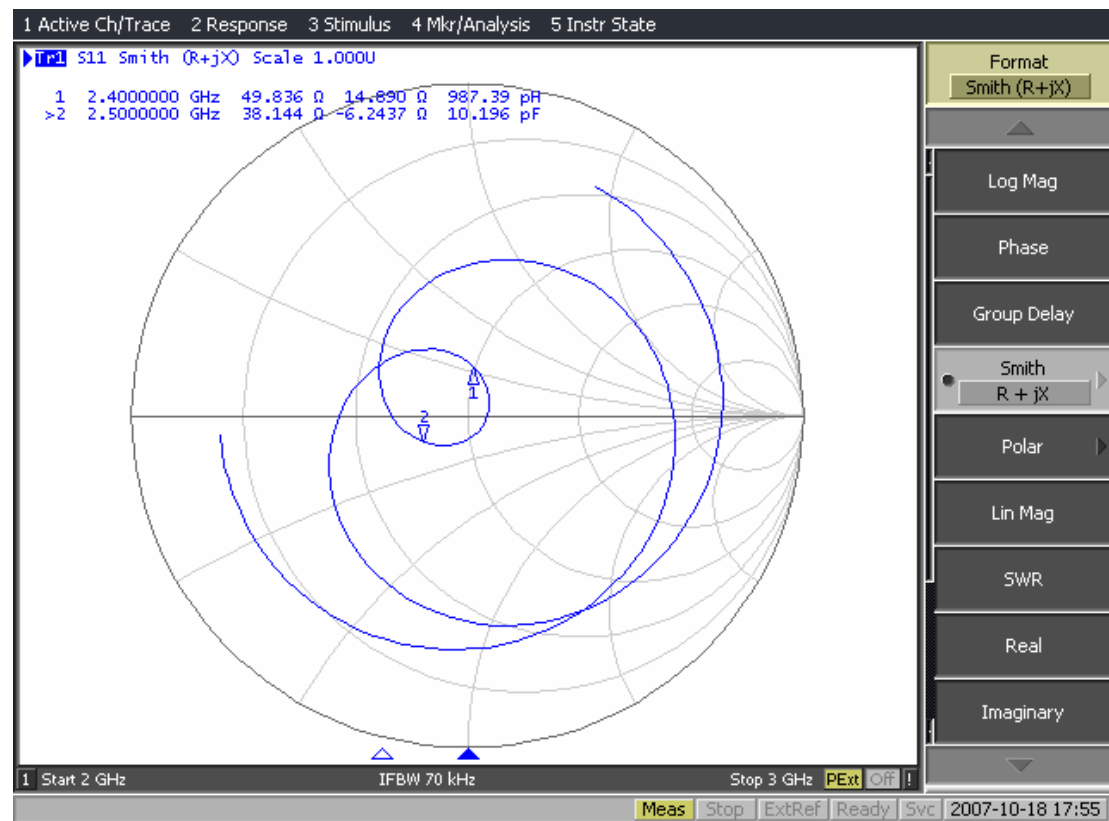 1 Active Ch/Trace 2 Response 3 Stimulus 4 Mkr/Analysis 5 Instr State
Tr1 S11 Smith (R+jX) Scale 1.000U
1 2.4000000 GHz 49.836 Ω 14.890 Ω 987.39 pH
>2 2.5000000 GHz 38.144 Ω -6.2437 Ω 10.196 pF
1
2
Format
Smith (R+jX)
Log Mag
Phase
Group Delay
Smith
R + jX
Polar
Lin Mag
SWR
Real
Imaginary
1 Start 2 GHz IFBW 70 kHz Stop 3 GHz PExt Off !
Meas Stop ExtRef Ready Svc 2007-10-18 17:55